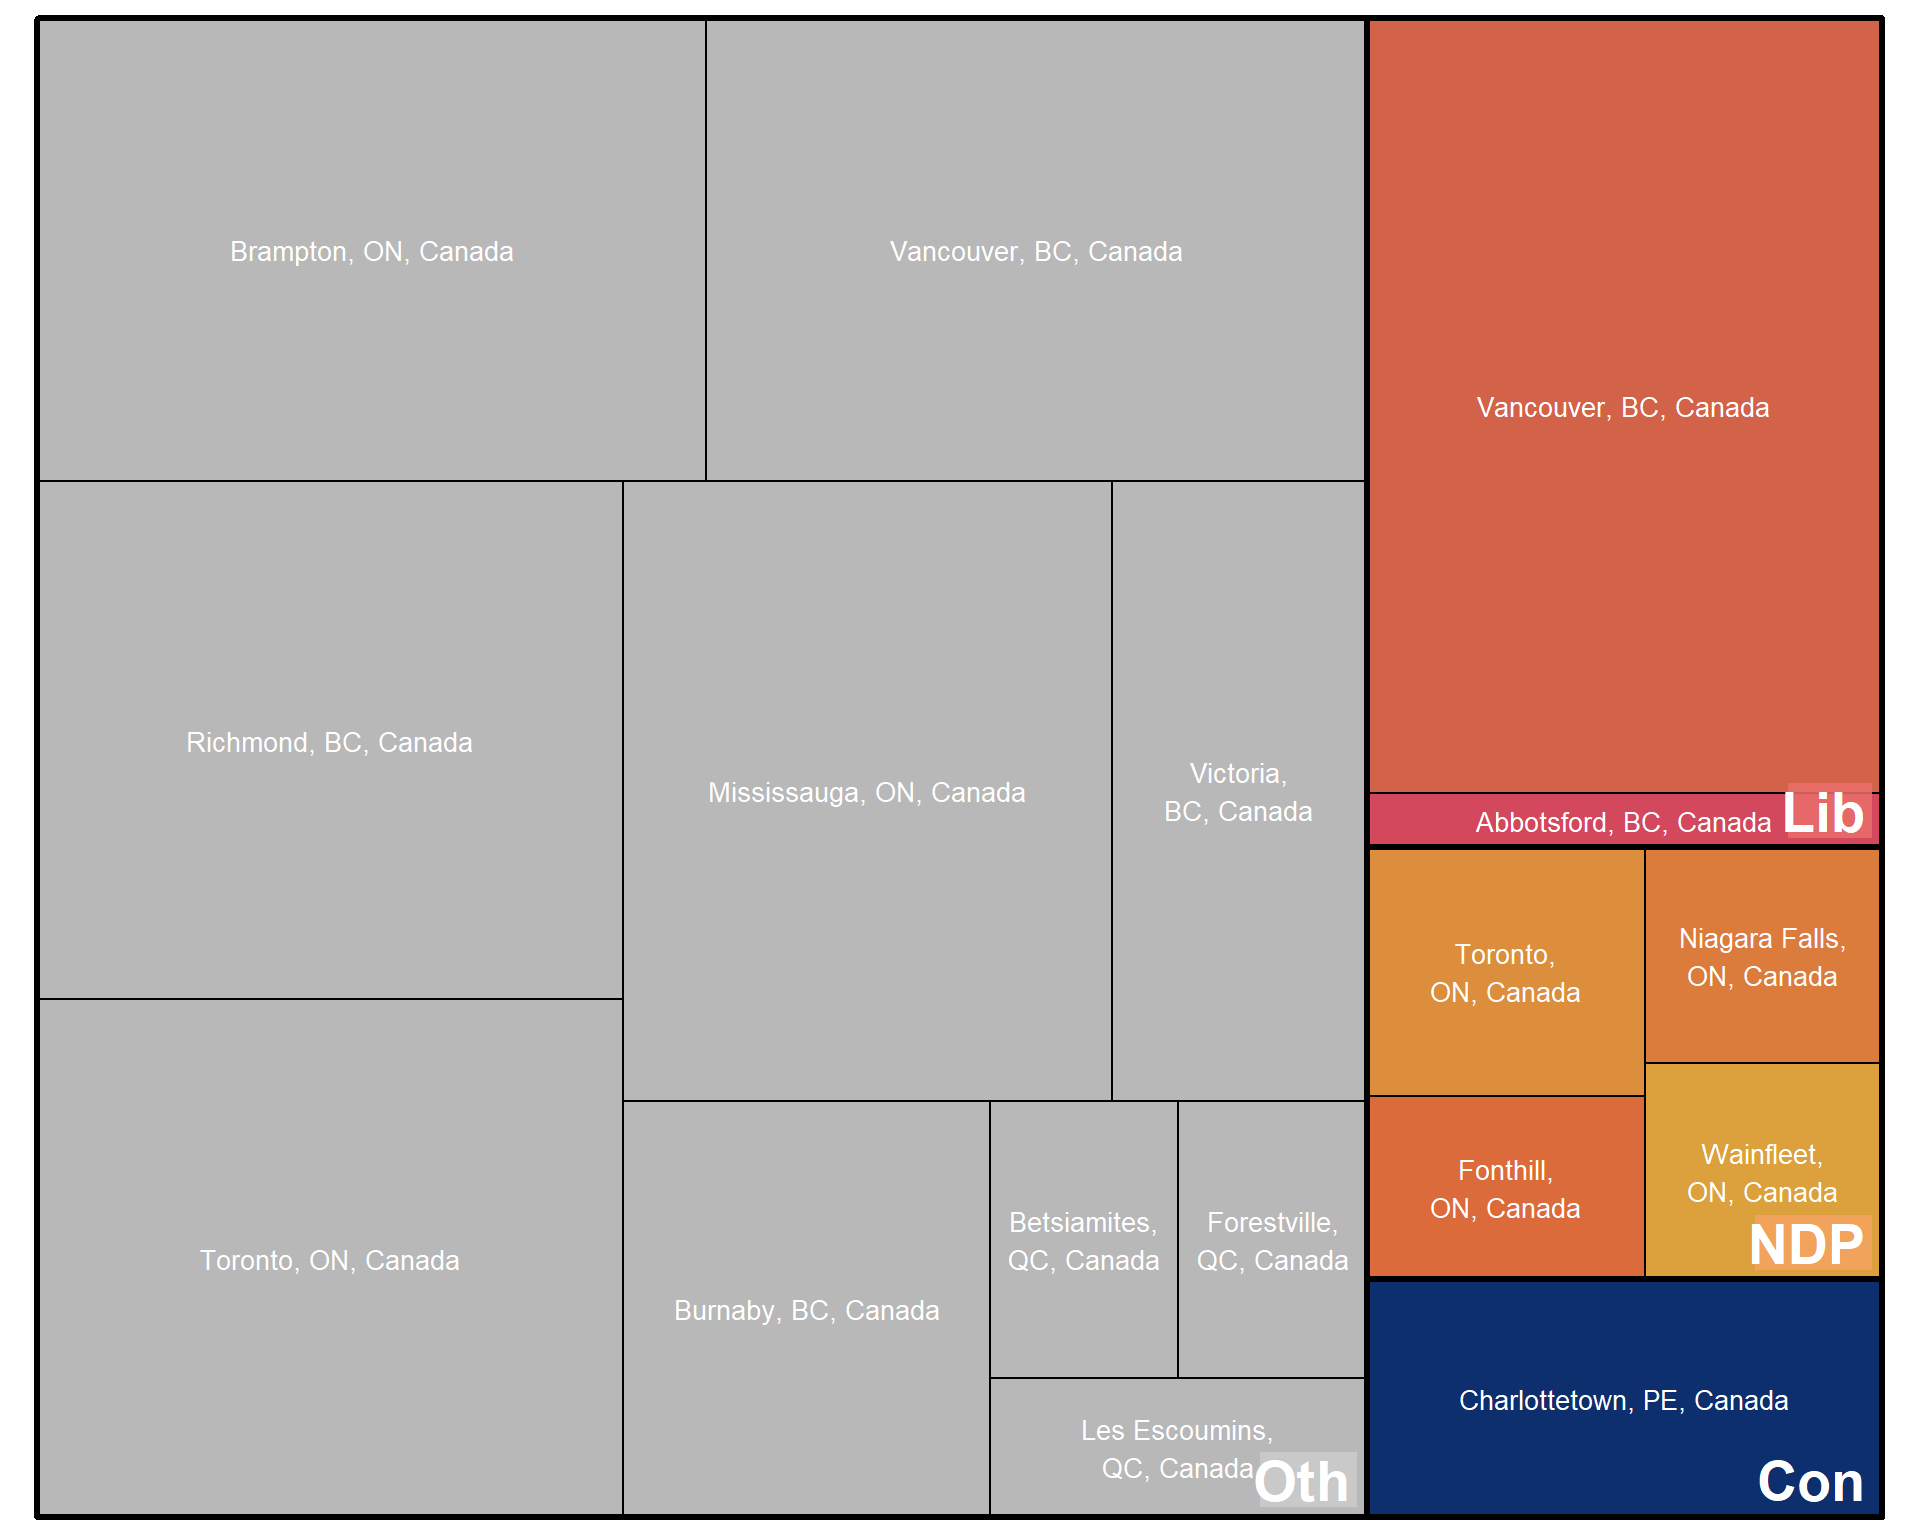 Brampton, ON, Canada
Vancouver, BC, Canada
Richmond, BC, Canada
Mississauga, ON, Canada
Victoria,
BC, Canada
Toronto, ON, Canada
Burnaby, BC, Canada
Betsiamites,
QC, Canada
Forestville,
QC, Canada
Les Escoumins,
QC, Canada
Oth
Vancouver, BC, Canada
Abbotsford, BC, Canada
Lib
Toronto,
ON, Canada
Niagara Falls,
ON, Canada
Fonthill,
ON, Canada
Wainfleet,
ON, Canada
NDP
Charlottetown, PE, Canada
Con